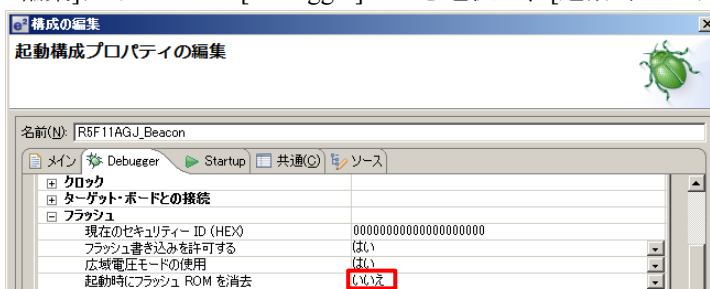 構成の編集
起動構成プロパティの編集
名前(N): R5F11AGJ_Beacon
メイン Debugger Startup 共通(C) ソース
クロック
ターゲット・ボードとの接続
フラッシュ
現在のセキュリティー ID (HEX) 00000000000000000000
フラッシュ書き込みを許可する はい
広域電圧モードの使用 はい
起動時にフラッシュ ROM を消去 いいえ